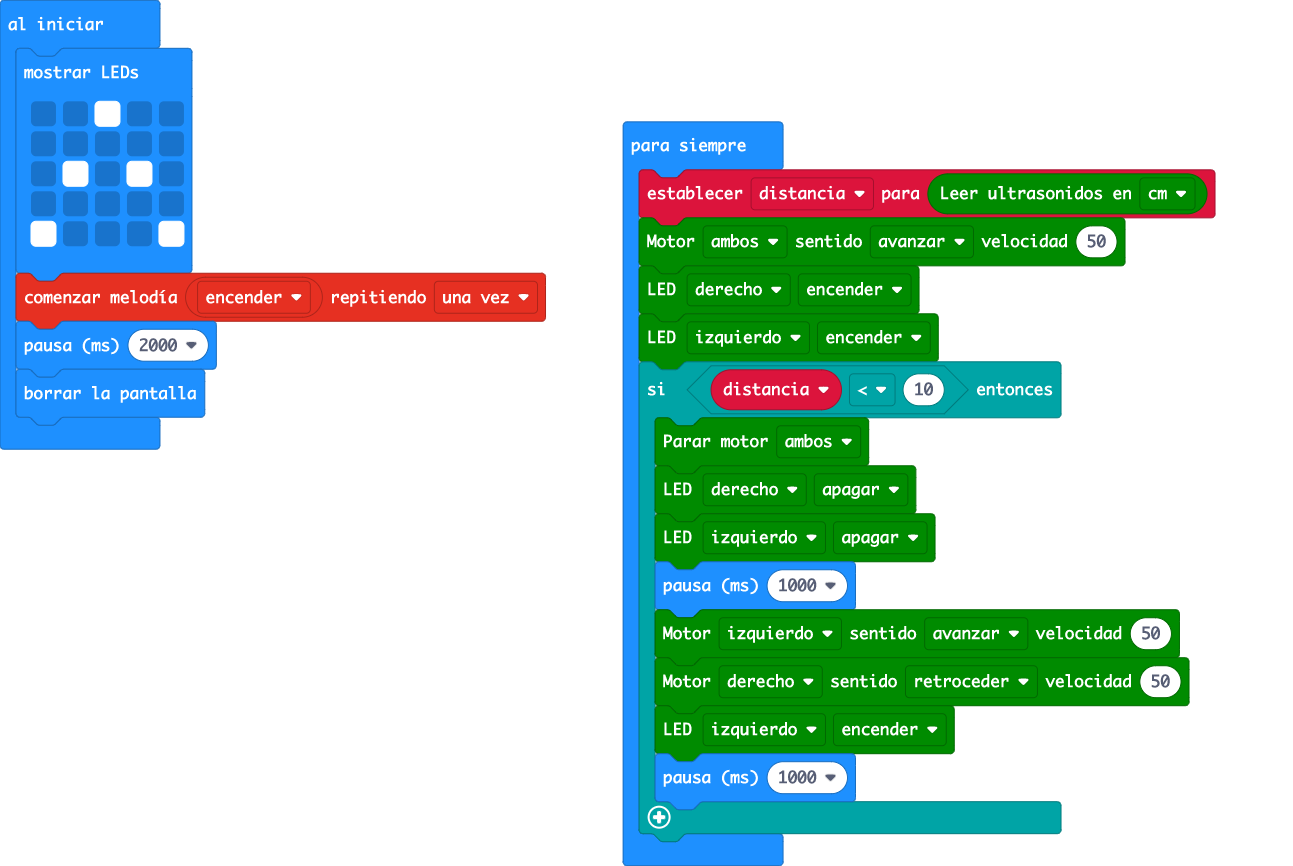 al iniciar
mostrar LEDs
comenzar melodía encender repitiendo una vez
pausa (ms) 2000
borrar la pantalla
para siempre
establecer distancia para Leer ultrasonidos en cm
Motor ambos sentido avanzar velocidad 50
LED derecho encender
LED izquierdo encender
si distancia < 10 entonces
Parar motor ambos
LED derecho apagar
LED izquierdo apagar
pausa (ms) 1000
Motor izquierdo sentido avanzar velocidad 50
Motor derecho sentido retroceder velocidad 50
LED izquierdo encender
pausa (ms) 1000